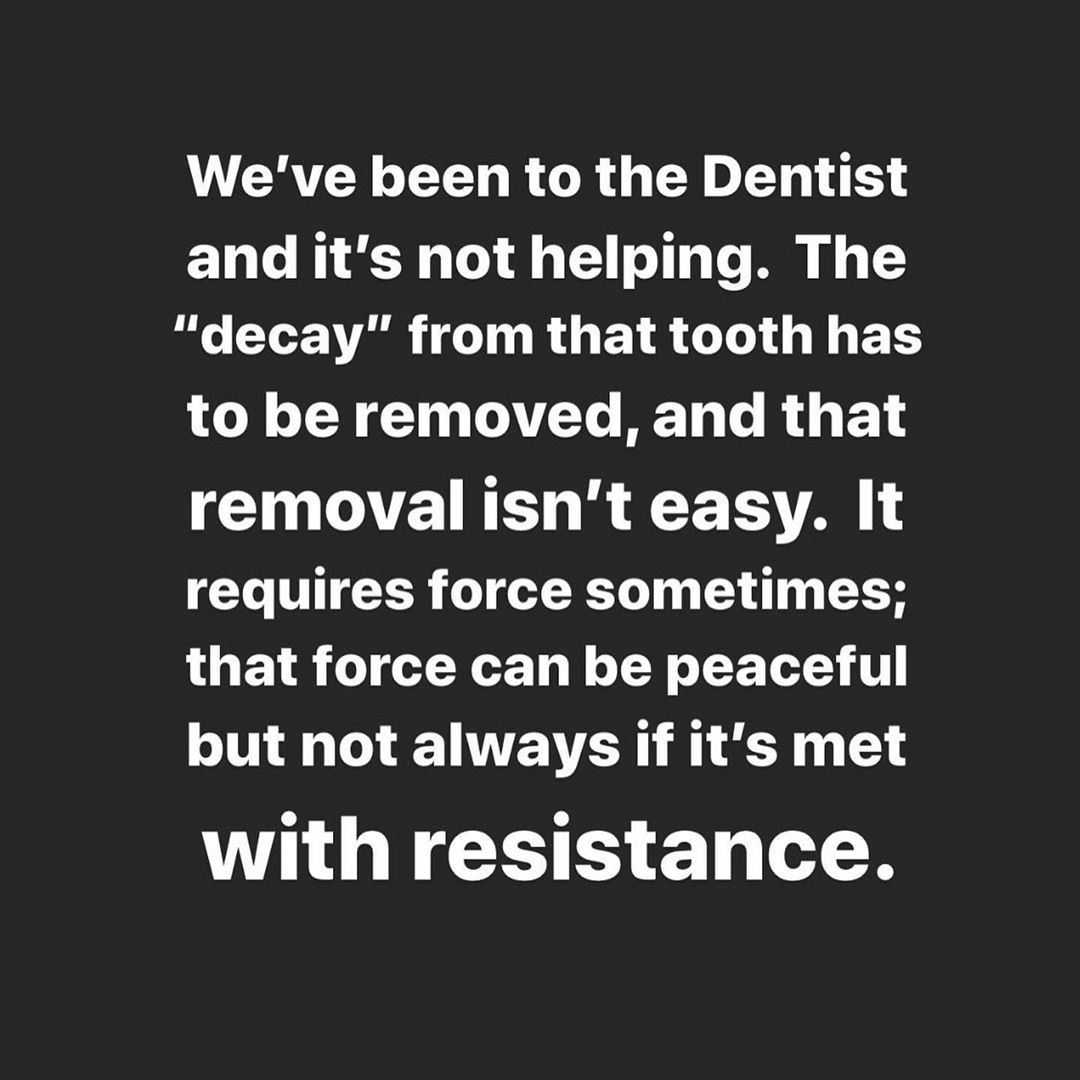 We’ve been to the Dentist
and it’s not helping.  The
“decay” from that tooth has
to be removed, and that
removal isn’t easy.  It
requires force sometimes;
that force can be peaceful
but not always if it’s met
with resistance.